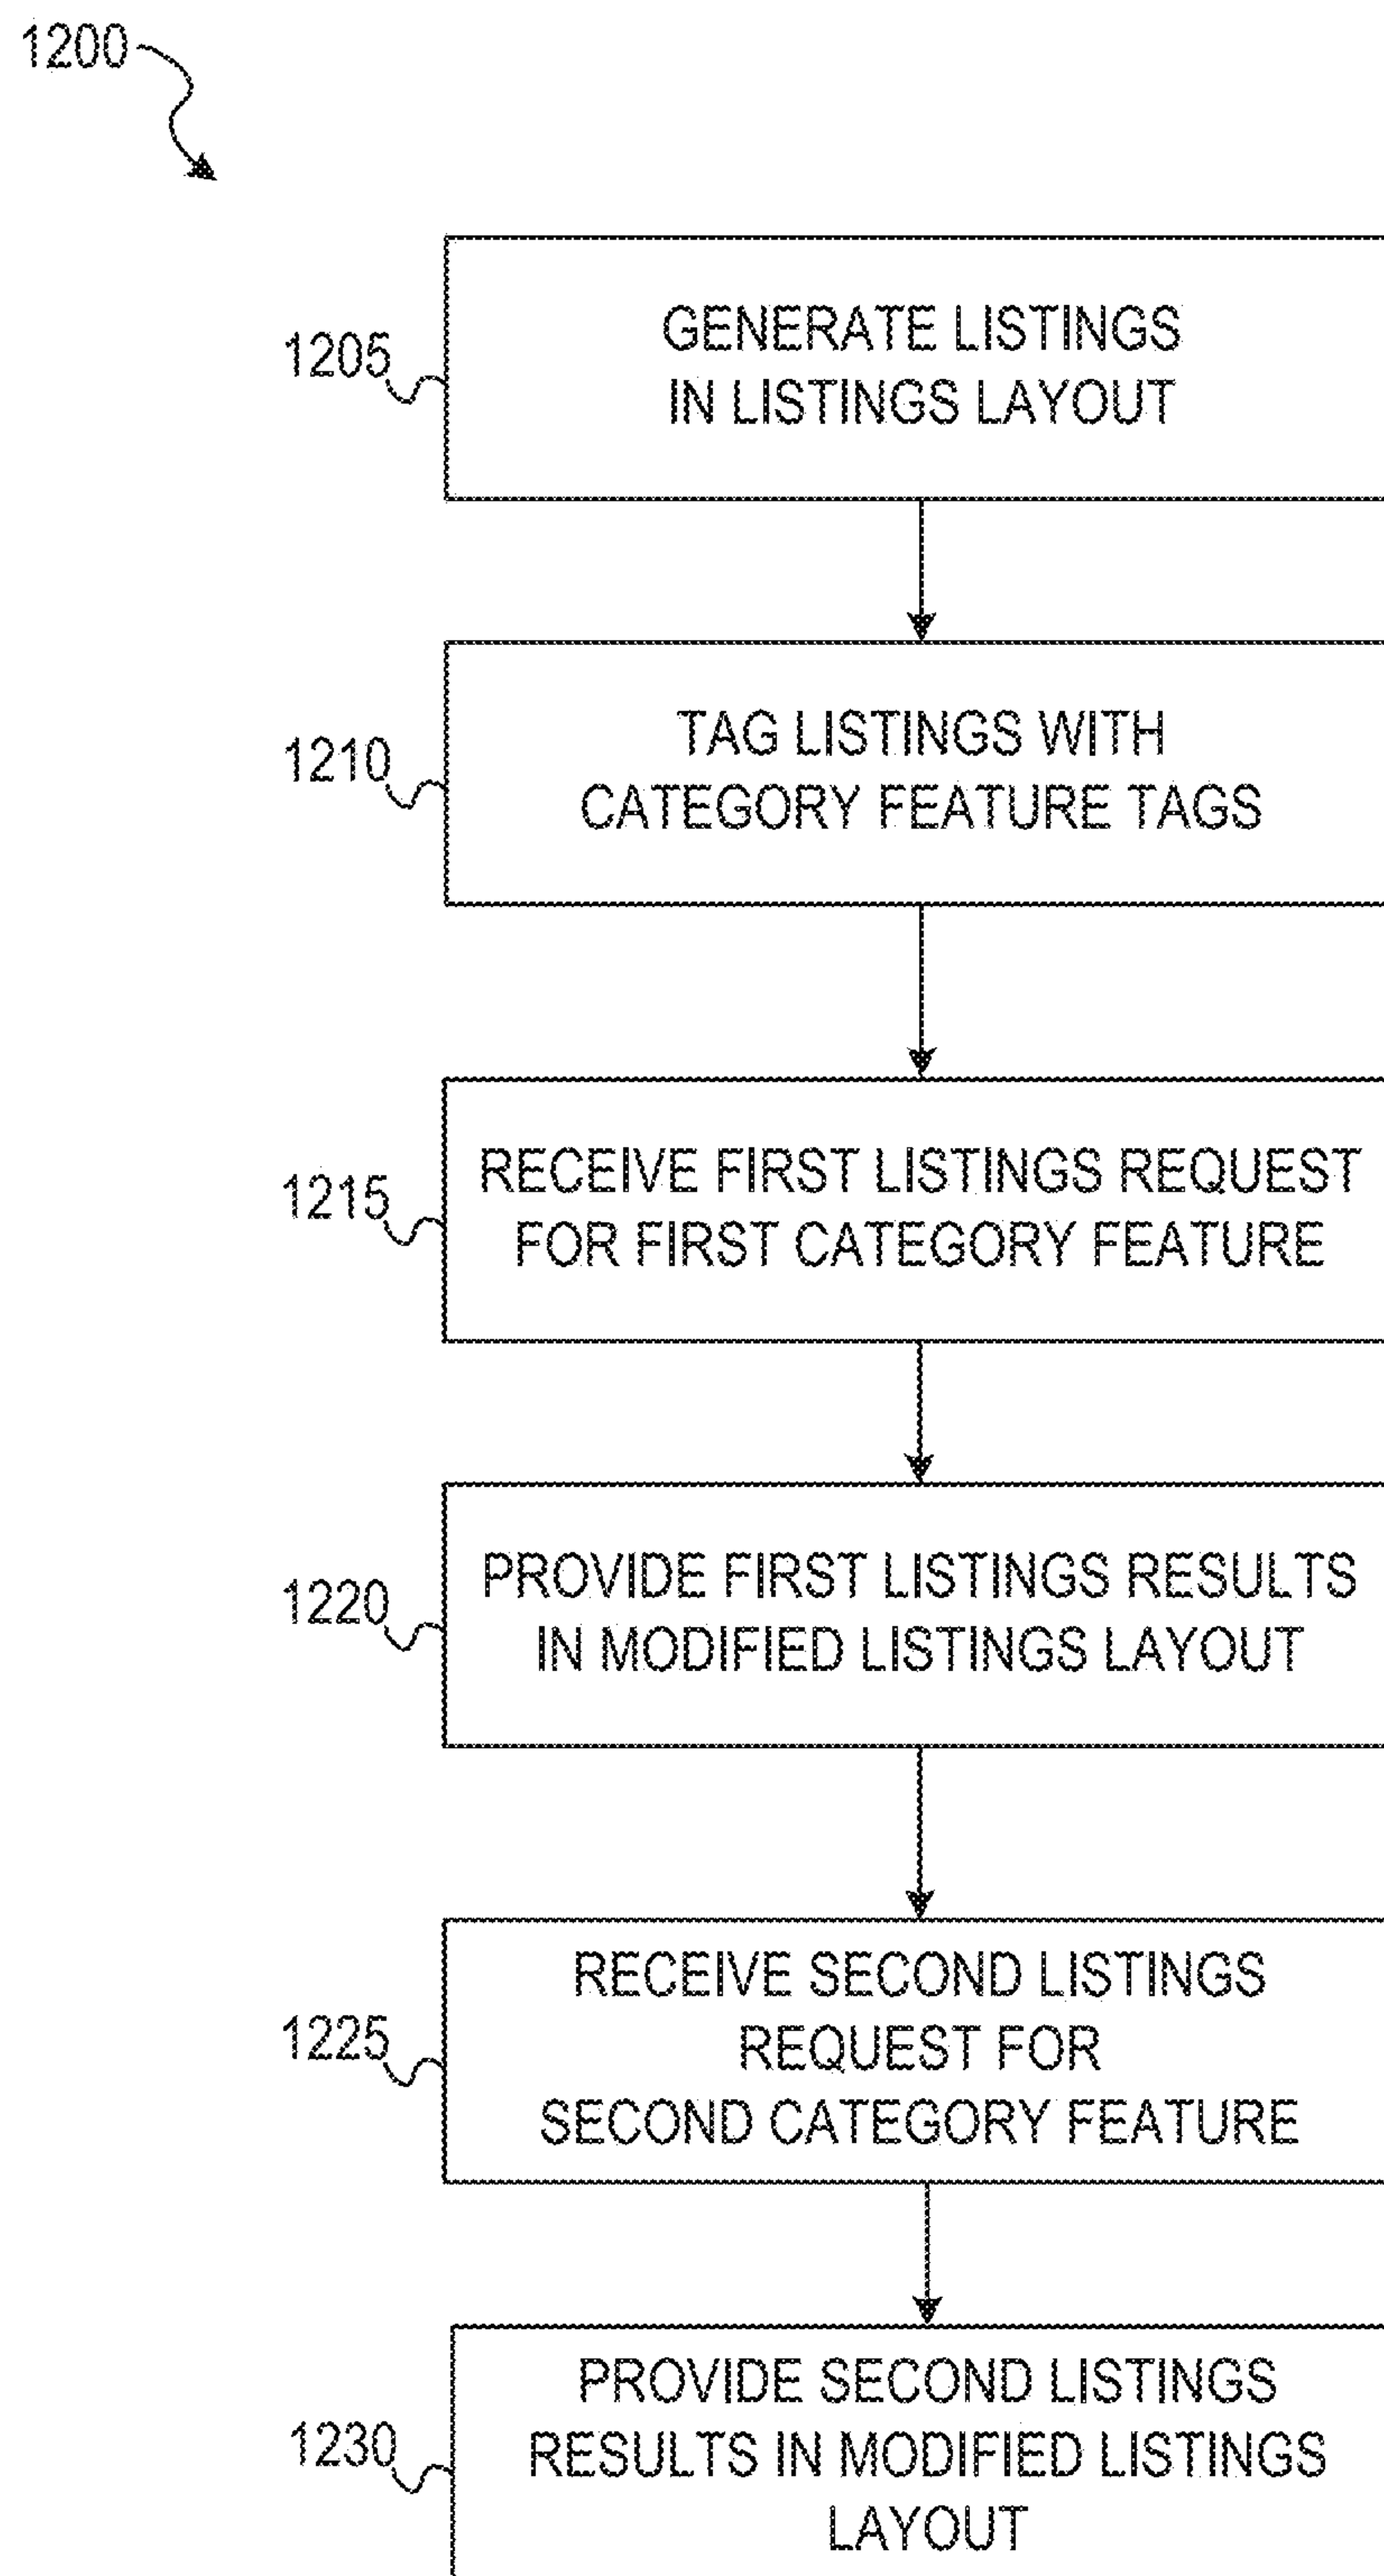 1200
1205
GENERATE LISTINGS
IN LISTINGS LAYOUT
1210
TAG LISTINGS WITH
CATEGORY FEATURE TAGS
1215
RECEIVE FIRST LISTINGS REQUEST
FOR FIRST CATEGORY FEATURE
1220
PROVIDE FIRST LISTINGS RESULTS
IN MODIFIED LISTINGS LAYOUT
1225
RECEIVE SECOND LISTINGS
REQUEST FOR
SECOND CATEGORY FEATURE
1230
PROVIDE SECOND LISTINGS
RESULTS IN MODIFIED LISTINGS
LAYOUT